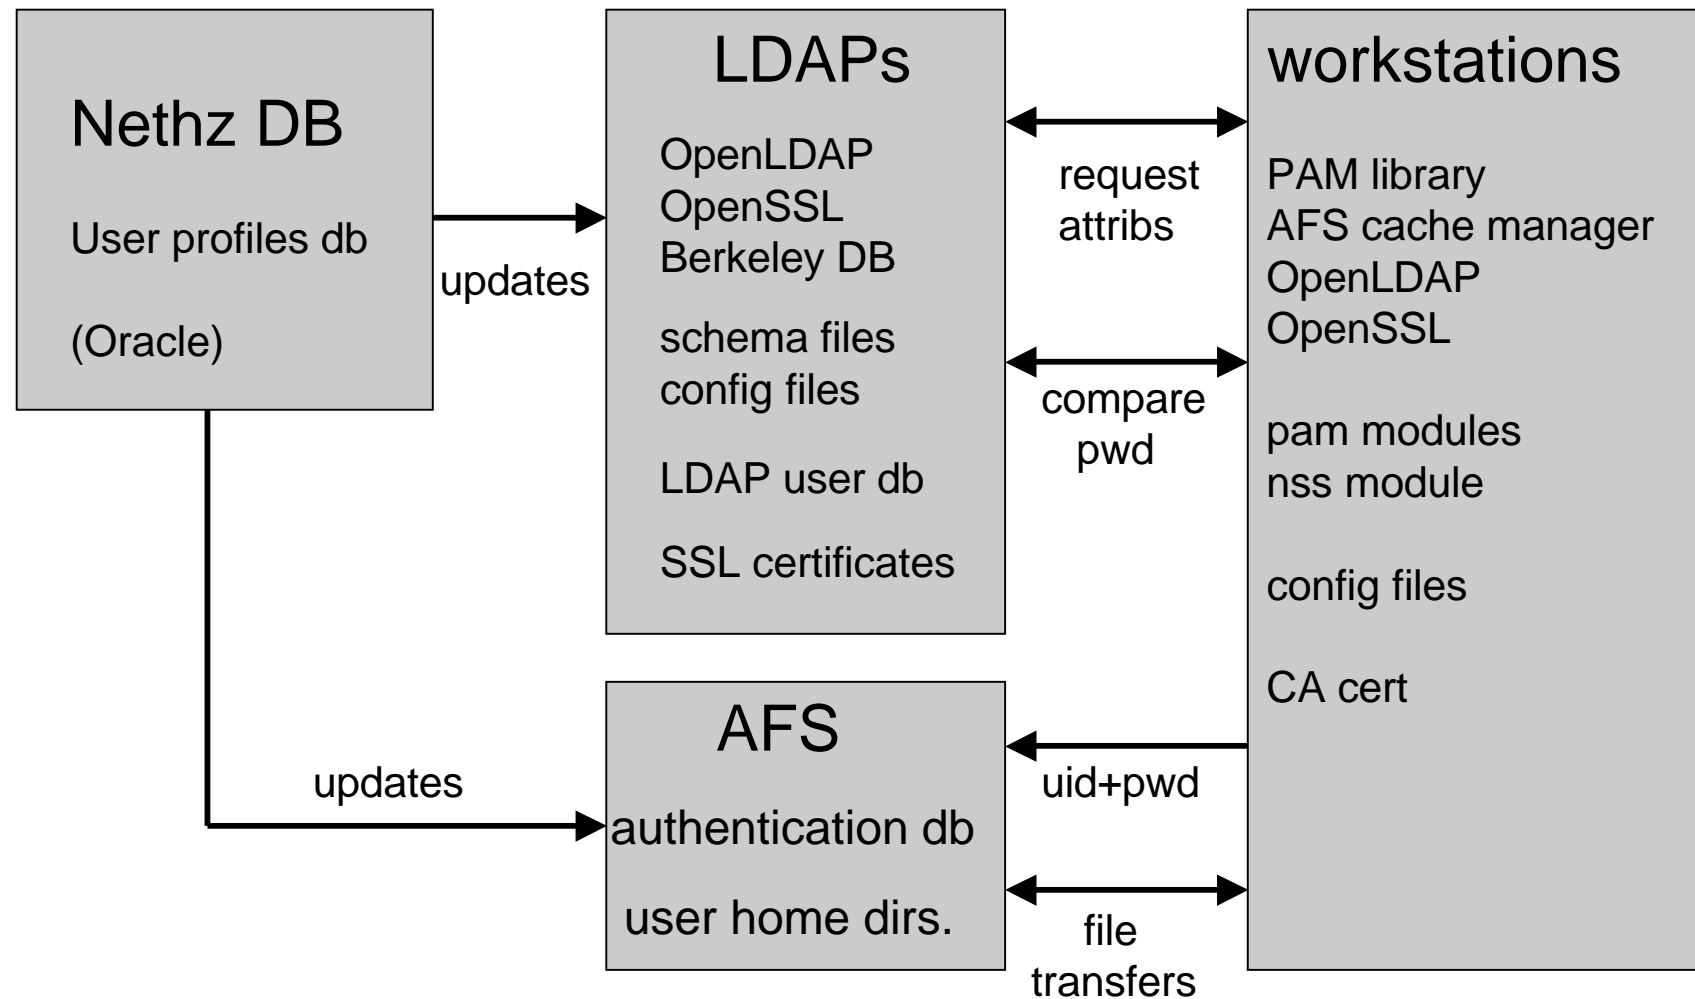 Nethz DB
User profiles db
(Oracle)
updates
LDAPs
OpenLDAP
OpenSSL
Berkeley DB
schema files
config files
LDAP user db
SSL certificates
request
attribs
compare
pwd
workstations
PAM library
AFS cache manager
OpenLDAP
OpenSSL
pam modules
nss module
config files
CA cert
updates
AFS
authentication db
user home dirs.
uid+pwd
file
transfers